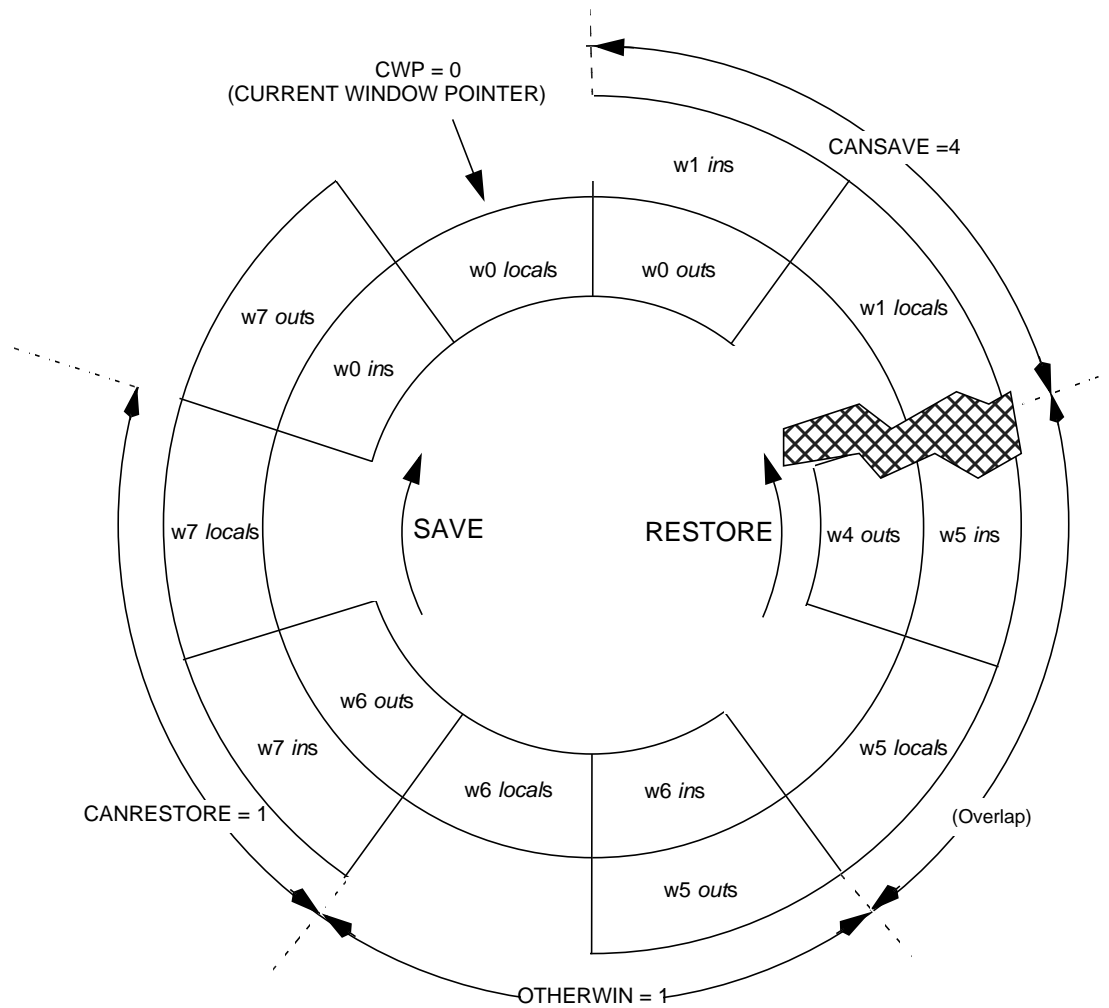 CWP = 0
(CURRENT WINDOW POINTER)
CANSAVE =4
w1 ins
w0 locals
w0 outs
w1 locals
w7 outs
w0 ins
SAVE
RESTORE
w7 locals
w4 outs
w5 ins
w6 outs
w7 ins
w5 locals
w6 locals
w6 ins
CANRESTORE = 1
(Overlap)
w5 outs
OTHERWIN = 1